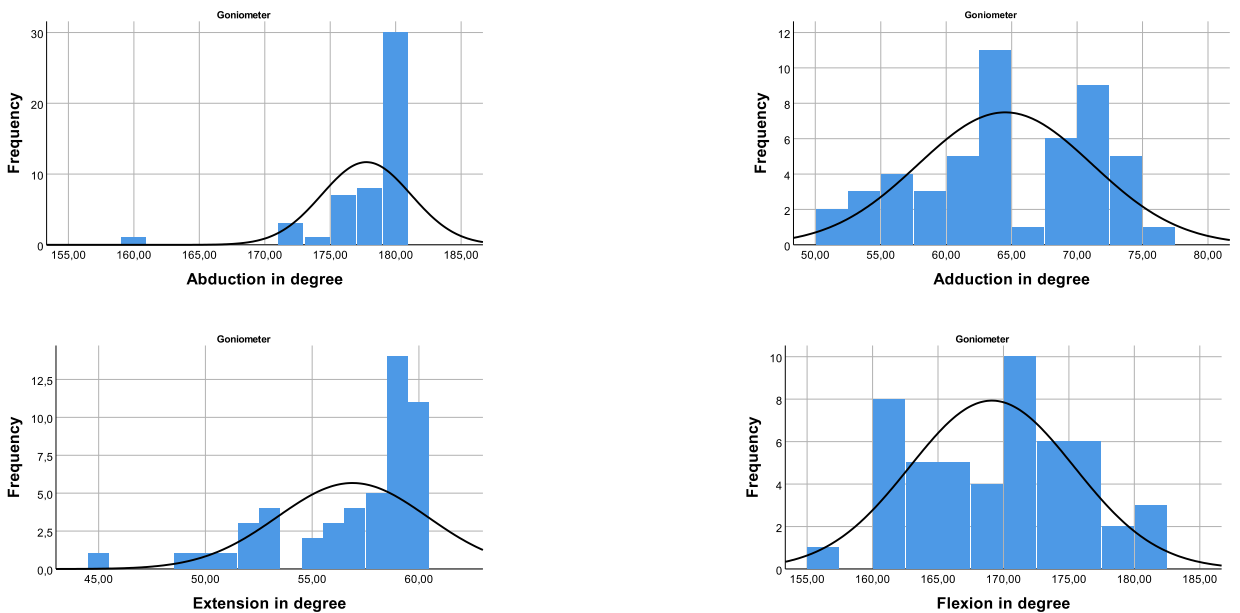 Goniometer
Frequency
30
20
10
0
155,00 160,00 165,00 170,00 175,00 180,00 185,00
Abduction in degree
Goniometer
Frequency
12
10
8
6
4
2
0
50,00 55,00 60,00 65,00 70,00 75,00 80,00
Adduction in degree
Goniometer
Frequency
12,5
10,0
7,5
5,0
2,5
0,0
45,00 50,00 55,00 60,00
Extension in degree
Goniometer
Frequency
10
8
6
4
2
0
155,00 160,00 165,00 170,00 175,00 180,00 185,00
Flexion in degree